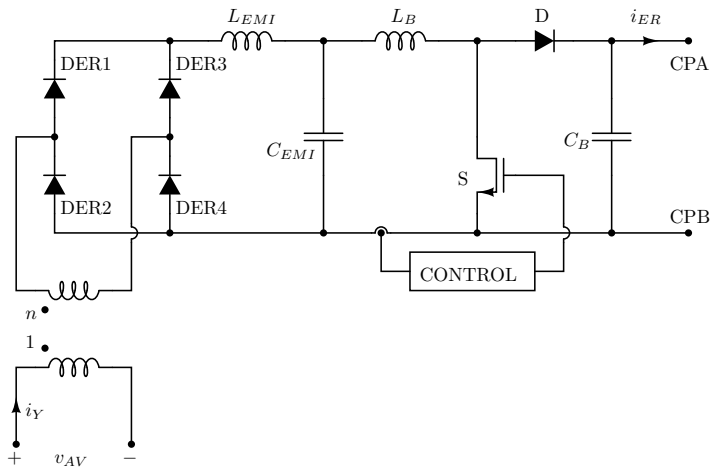 L_EMI L_B D i_ER
DER1 DER3
CPA
C_EMI C_B
S
DER2 DER4
CPB
CONTROL
n
1
i_Y
+ v_AV −